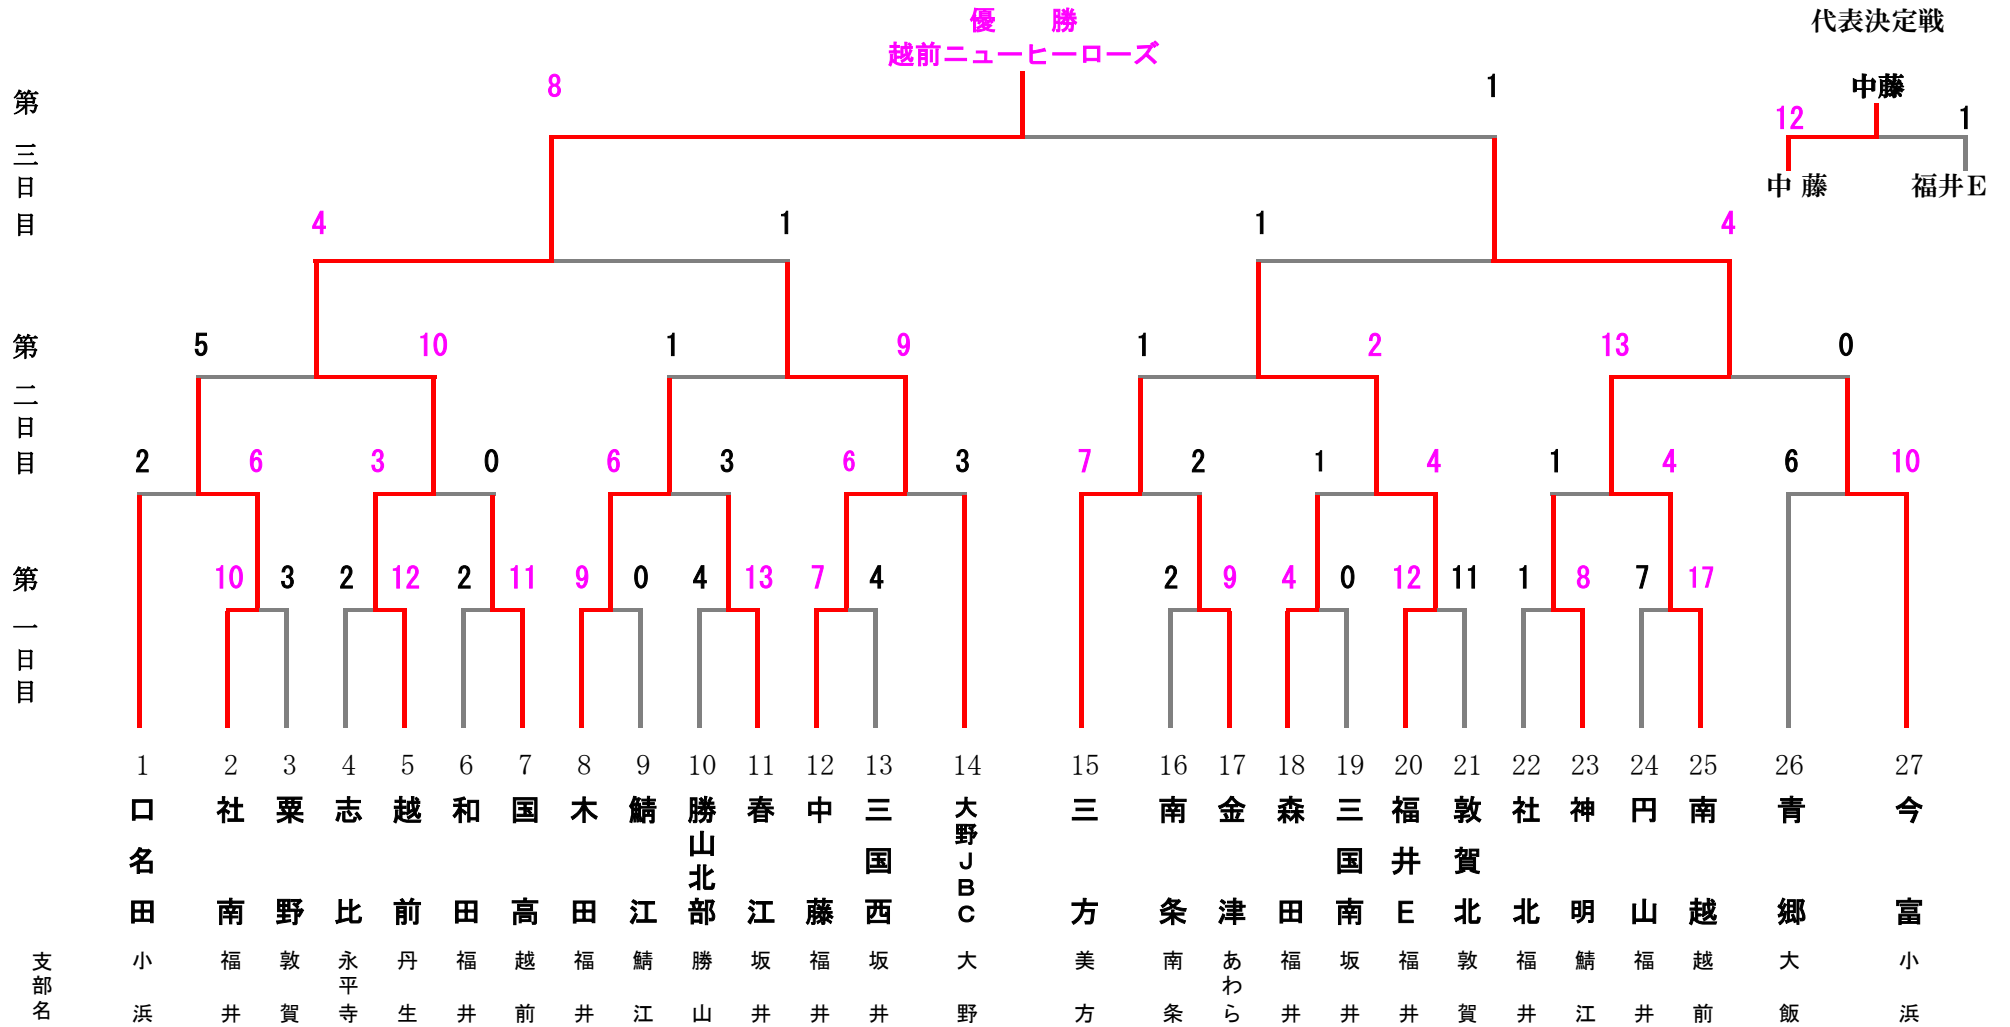 優 勝
越前ニューヒーローズ
代表決定戦
中藤
12 1
中 藤 福井E
第三日目
8 1
4 1 1 4
第二日目
5 10 1 9 1 2 13 0
2 6 3 0 6 3 6 3 7 2 1 4 1 4 6 10
第一日目
10 3 2 12 2 11 9 0 4 13 7 4 2 9 4 0 12 11 1 8 7 17
1 2 3 4 5 6 7 8 9 10 11 12 13 14 15 16 17 18 19 20 21 22 23 24 25 26 27
口名田
社南
粟野
志比
越前
和田
国高
木田
鯖江
勝山北部
春江
中藤
三国西
大野JBC
三方
南条
金津
森田
三国南
福井E
敦賀北
社北
神明
円山
南越
青郷
今富
支部名
小浜
福井
敦賀
永平寺
丹生
福井
越前
福井
鯖江
勝山
坂井
福井
坂井
大野
美方
南条
あわら
福井
坂井
福井
敦賀
福井
鯖江
福井
越前
大飯
小浜